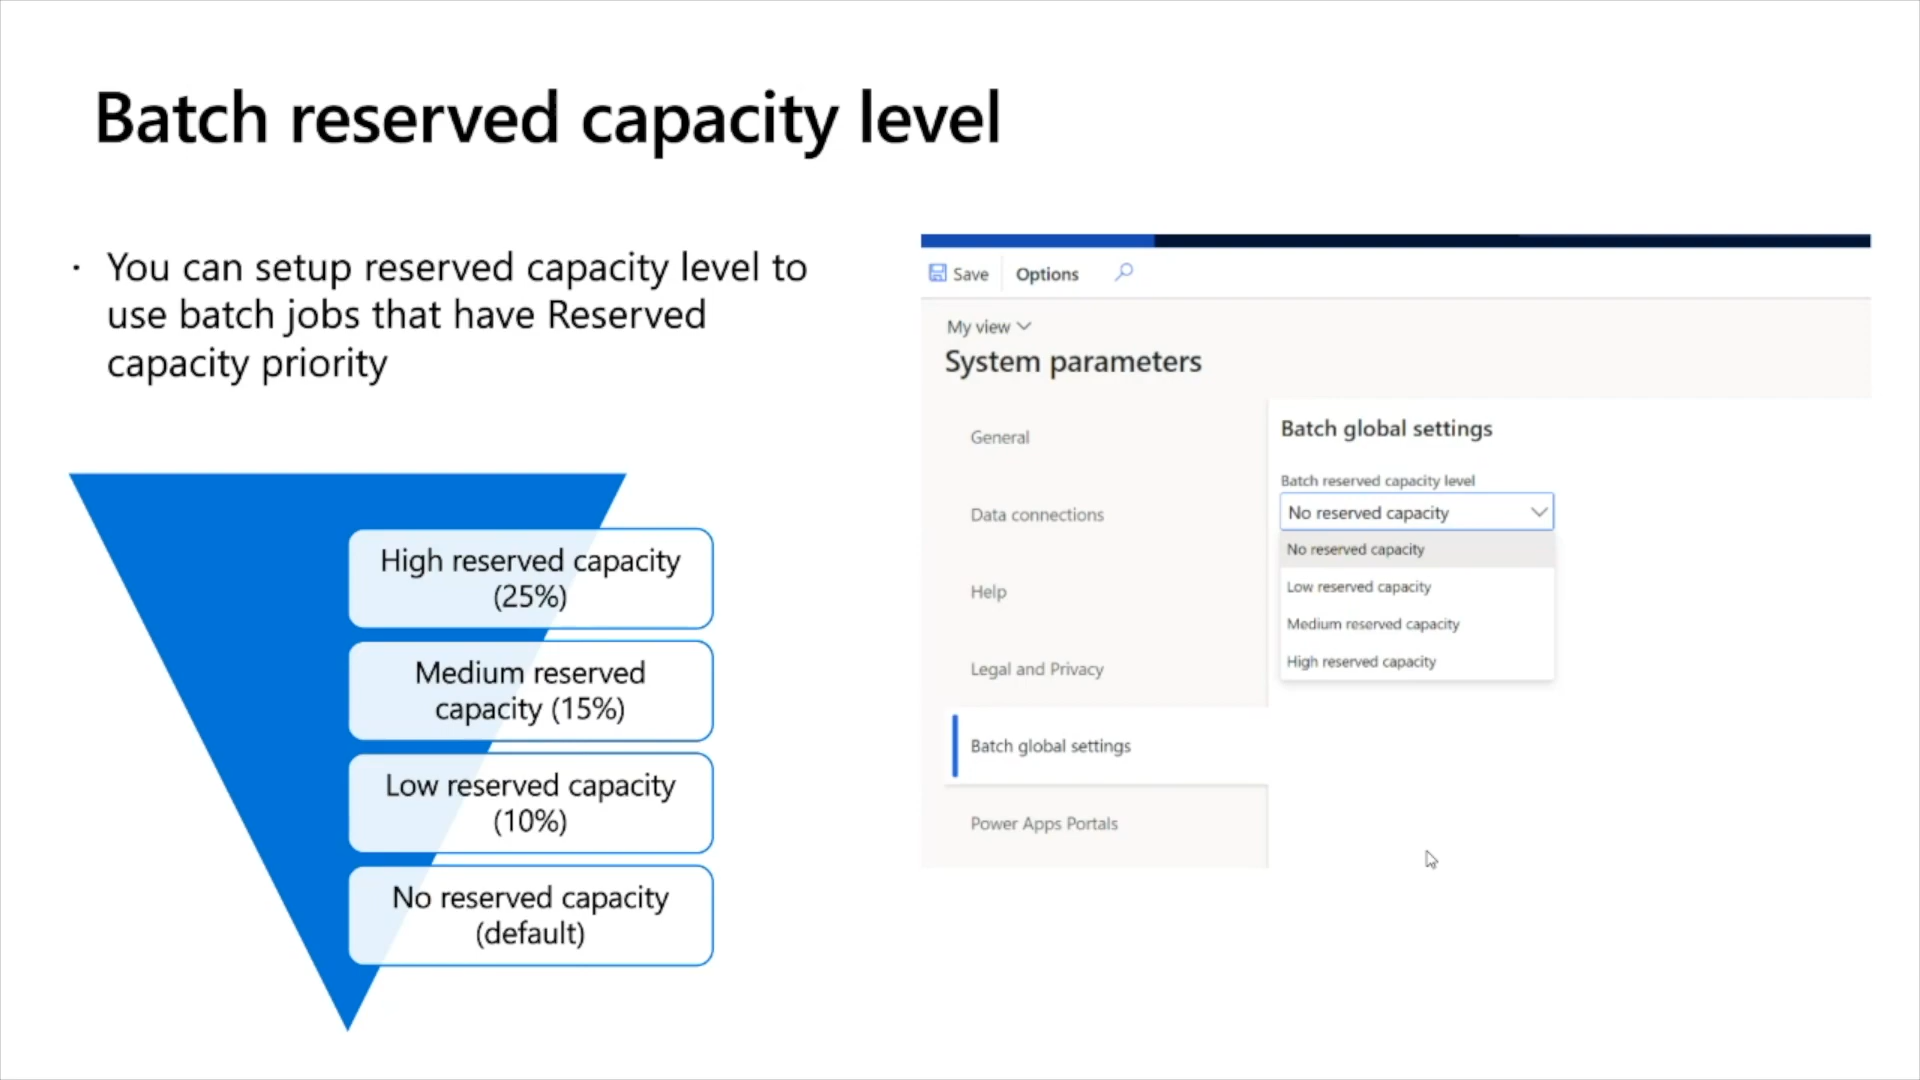 Batch reserved capacity level
· You can setup reserved capacity level to
use batch jobs that have Reserved
capacity priority
High reserved capacity
(25%)
Medium reserved
capacity (15%)
Low reserved capacity
(10%)
No reserved capacity
(default)
Save
Options
My view
System parameters
General
Data connections
Help
Legal and Privacy
Batch global settings
Power Apps Portals
Batch global settings
Batch reserved capacity level
No reserved capacity
No reserved capacity
Low reserved capacity
Medium reserved capacity
High reserved capacity